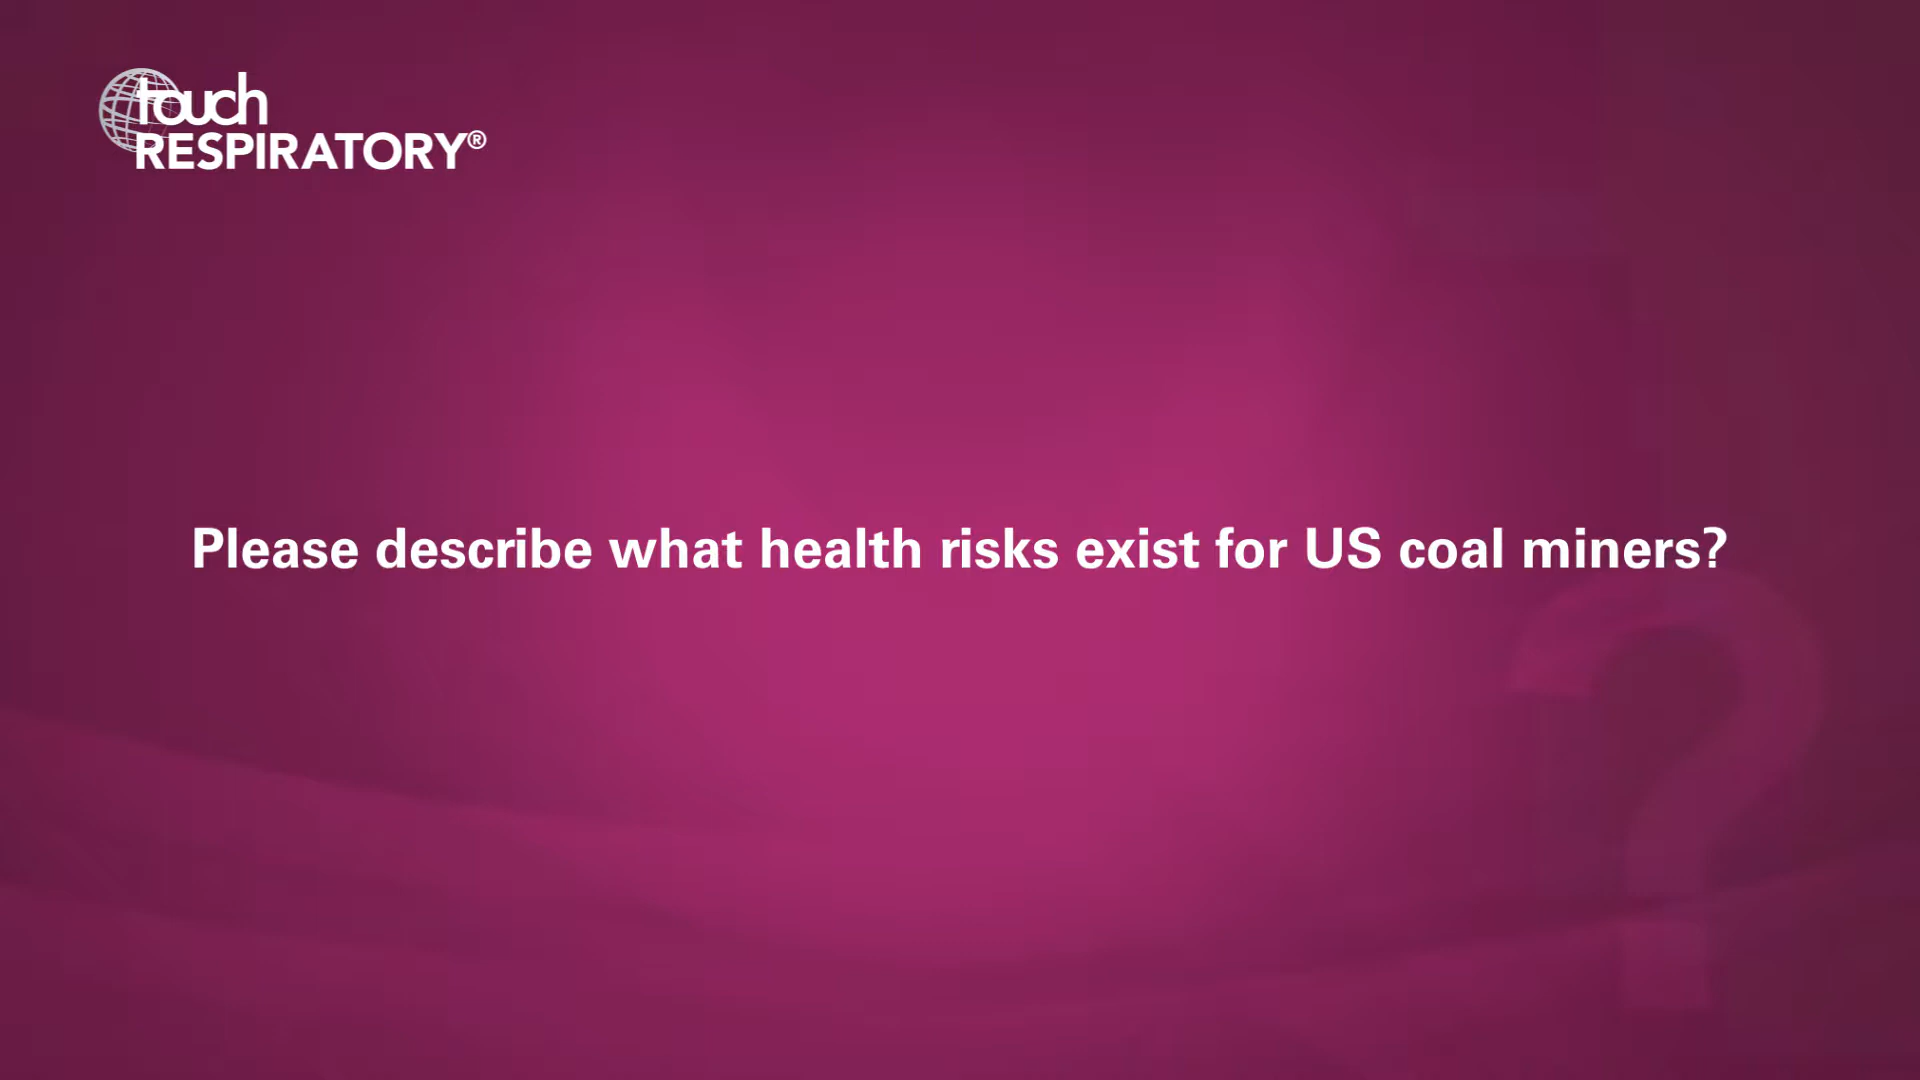 touch
RESPIRATORY®
Please describe what health risks exist for US coal miners?
?